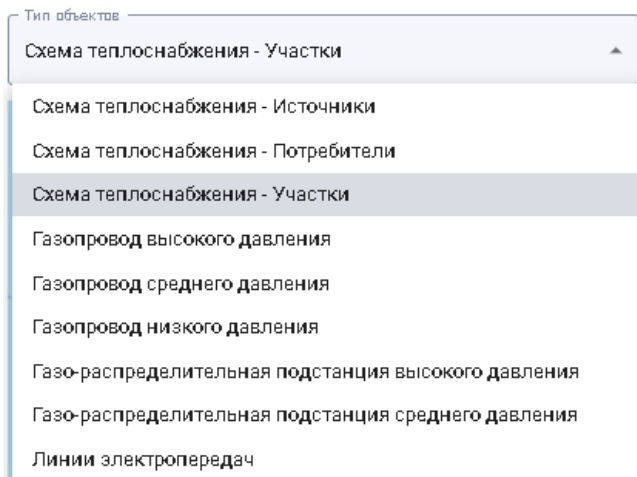 Тип объектов
Схема теплоснабжения - Участки
Схема теплоснабжения - Источники
Схема теплоснабжения - Потребители
Схема теплоснабжения - Участки
Газопровод высокого давления
Газопровод среднего давления
Газопровод низкого давления
Газо-распределительная подстанция высокого давления
Газо-распределительная подстанция среднего давления
Линии электропередач